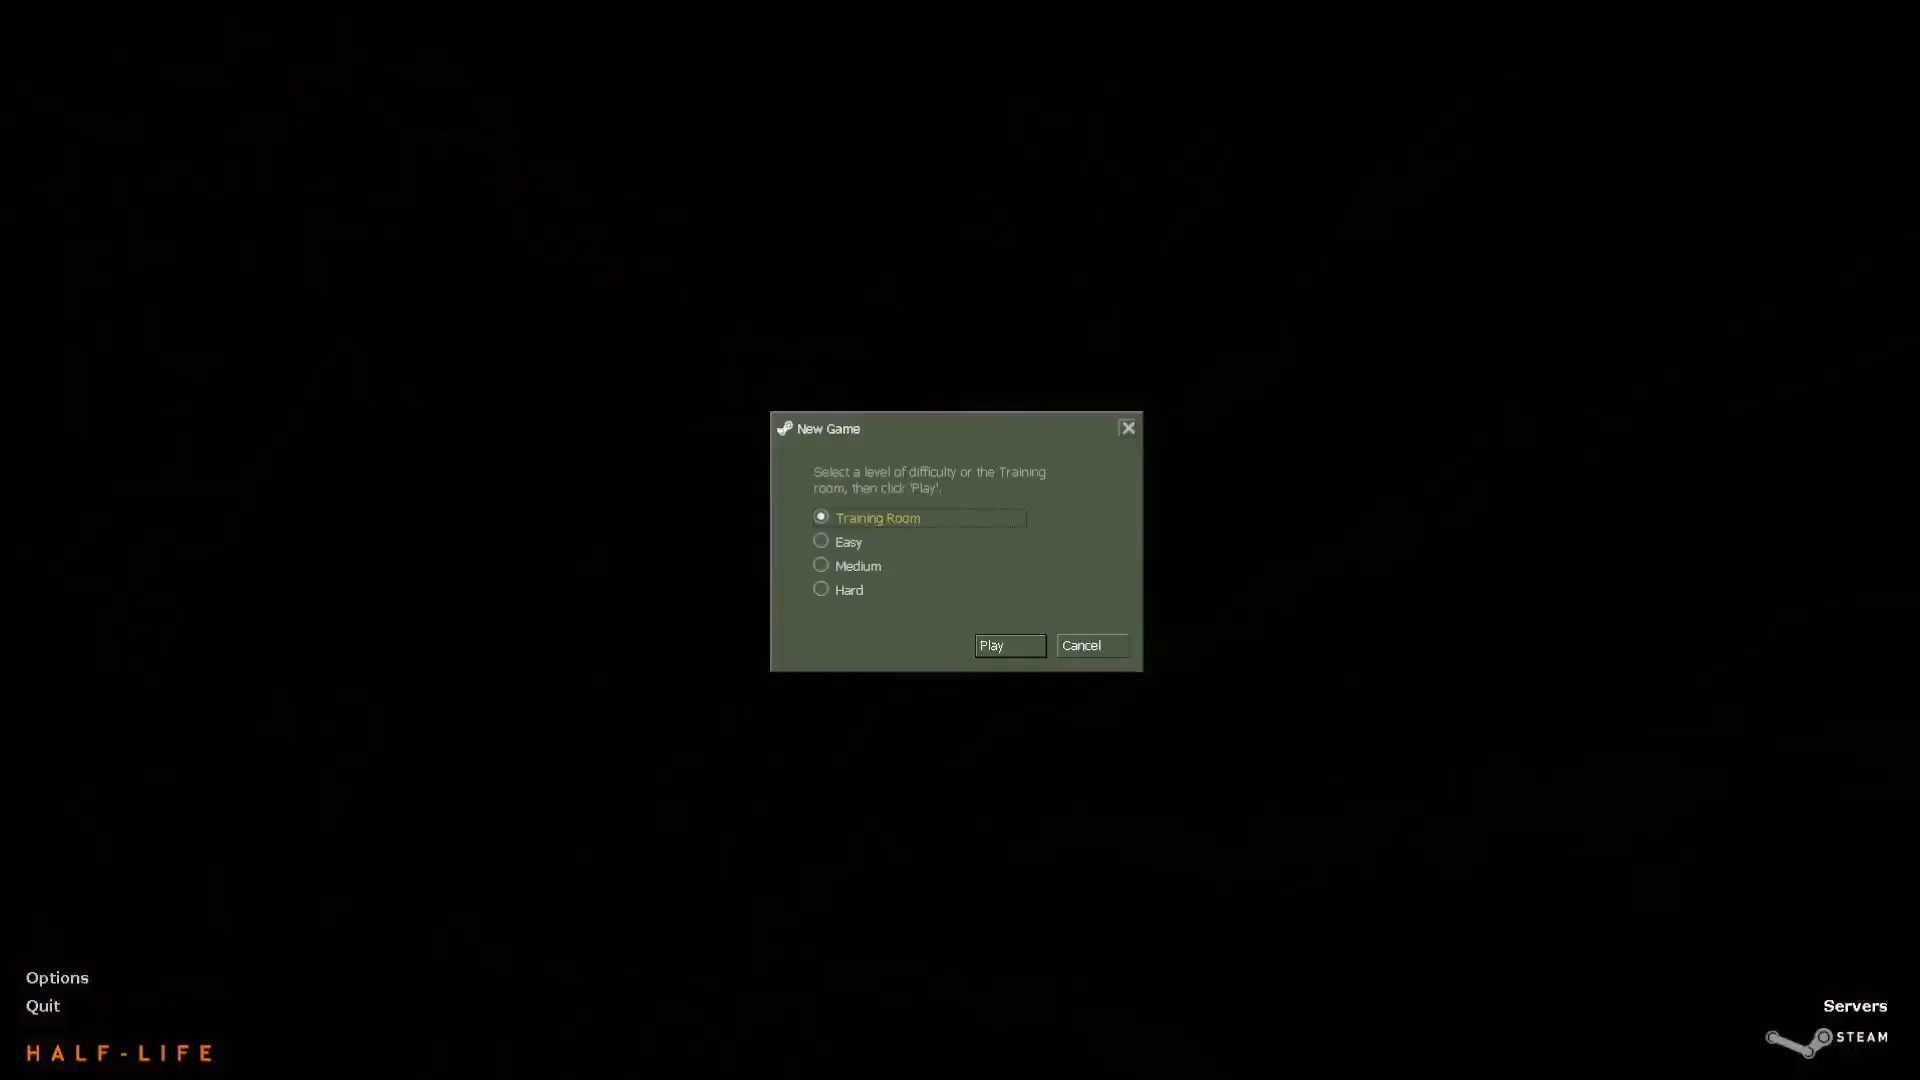 New Game
Select a level of difficulty or the Training
room, then click 'Play'.
Training Room
Easy
Medium
Hard
Play
Cancel
Options
Quit
HALF-LIFE
Servers
STEAM